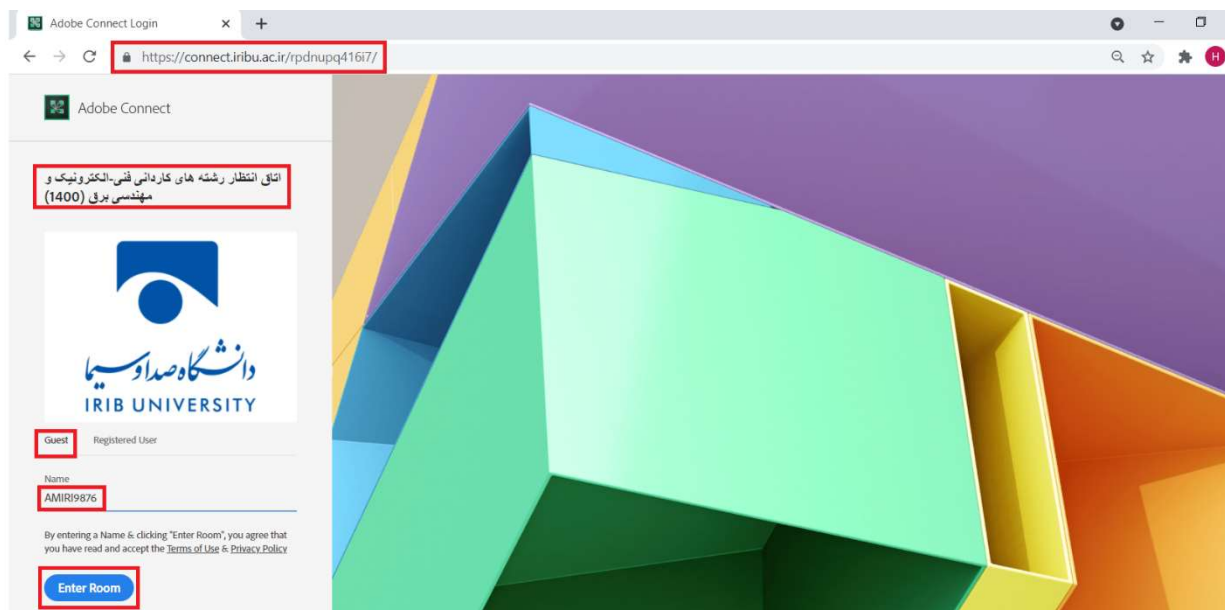 Adobe Connect Login
https://connect.iribu.ac.ir/rpdnupq416i7/
H
Adobe Connect
اتاق انتظار رشته های کاردانی فنی-الکترونیک و
مهندسی برق (1400)
دانشگاه صدا و سیما
IRIB UNIVERSITY
Guest Registered User
Name
AMIRI9876
By entering a Name & clicking "Enter Room", you agree that
you have read and accept the Terms of Use & Privacy Policy
Enter Room